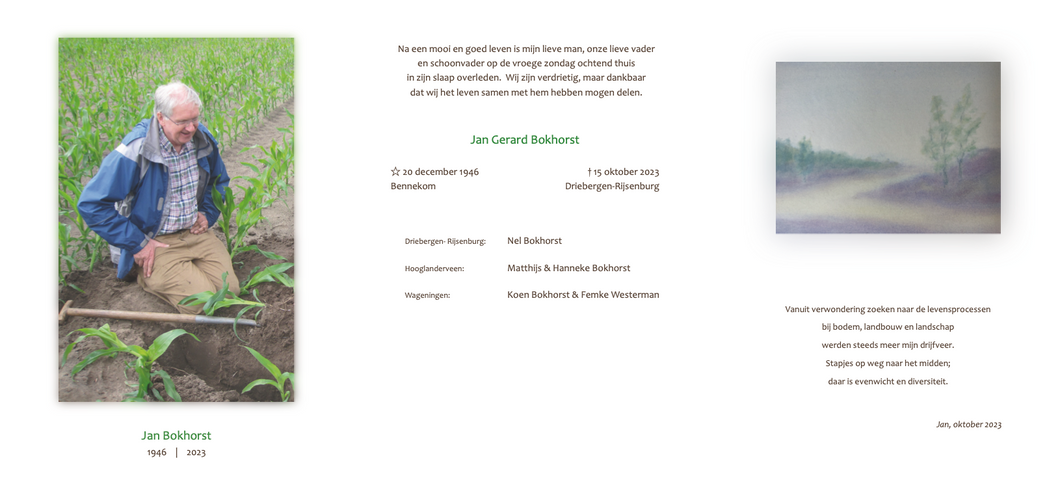 Jan Bokhorst
1946 | 2023
Na een mooi en goed leven is mijn lieve man, onze lieve vader
en schoonvader op de vroege zondag ochtend thuis
in zijn slaap overleden. Wij zijn verdrietig, maar dankbaar
dat wij het leven samen met hem hebben mogen delen.
Jan Gerard Bokhorst
☆ 20 december 1946
Bennekom
† 15 oktober 2023
Driebergen-Rijsenburg
Driebergen- Rijsenburg: Nel Bokhorst
Hooglanderveen: Matthijs & Hanneke Bokhorst
Wageningen: Koen Bokhorst & Femke Westerman
Vanuit verwondering zoeken naar de levensprocessen
bij bodem, landbouw en landschap
werden steeds meer mijn drijfveer.
Stapjes op weg naar het midden;
daar is evenwicht en diversiteit.
Jan, oktober 2023